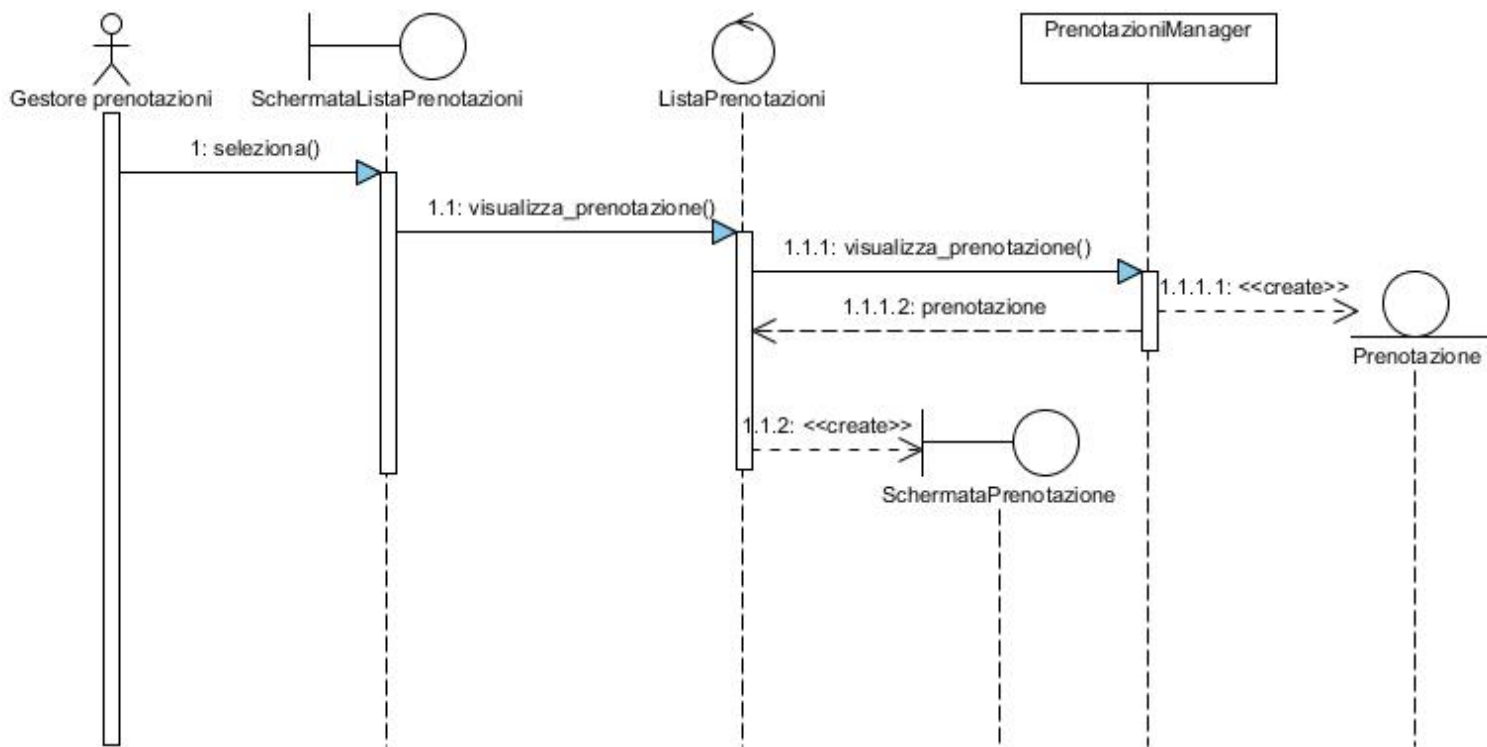 PrenotazioniManager
Gestore prenotazioni
SchermataListaPrenotazioni
ListaPrenotazioni
1: seleziona()
1.1: visualizza_prenotazione()
1.1.1: visualizza_prenotazione()
1.1.1.1: <<create>>
1.1.1.2: prenotazione
Prenotazione
1.1.2: <<create>>
SchermataPrenotazione